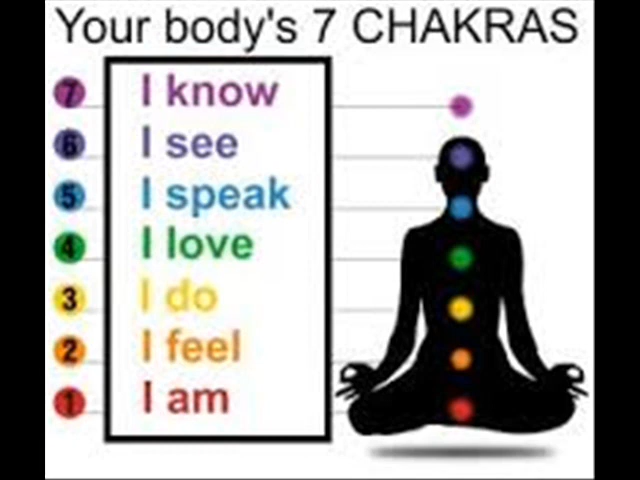 Your body's 7 CHAKRAS
7 I know
6 I see
5 I speak
4 I love
3 I do
2 I feel
1 I am